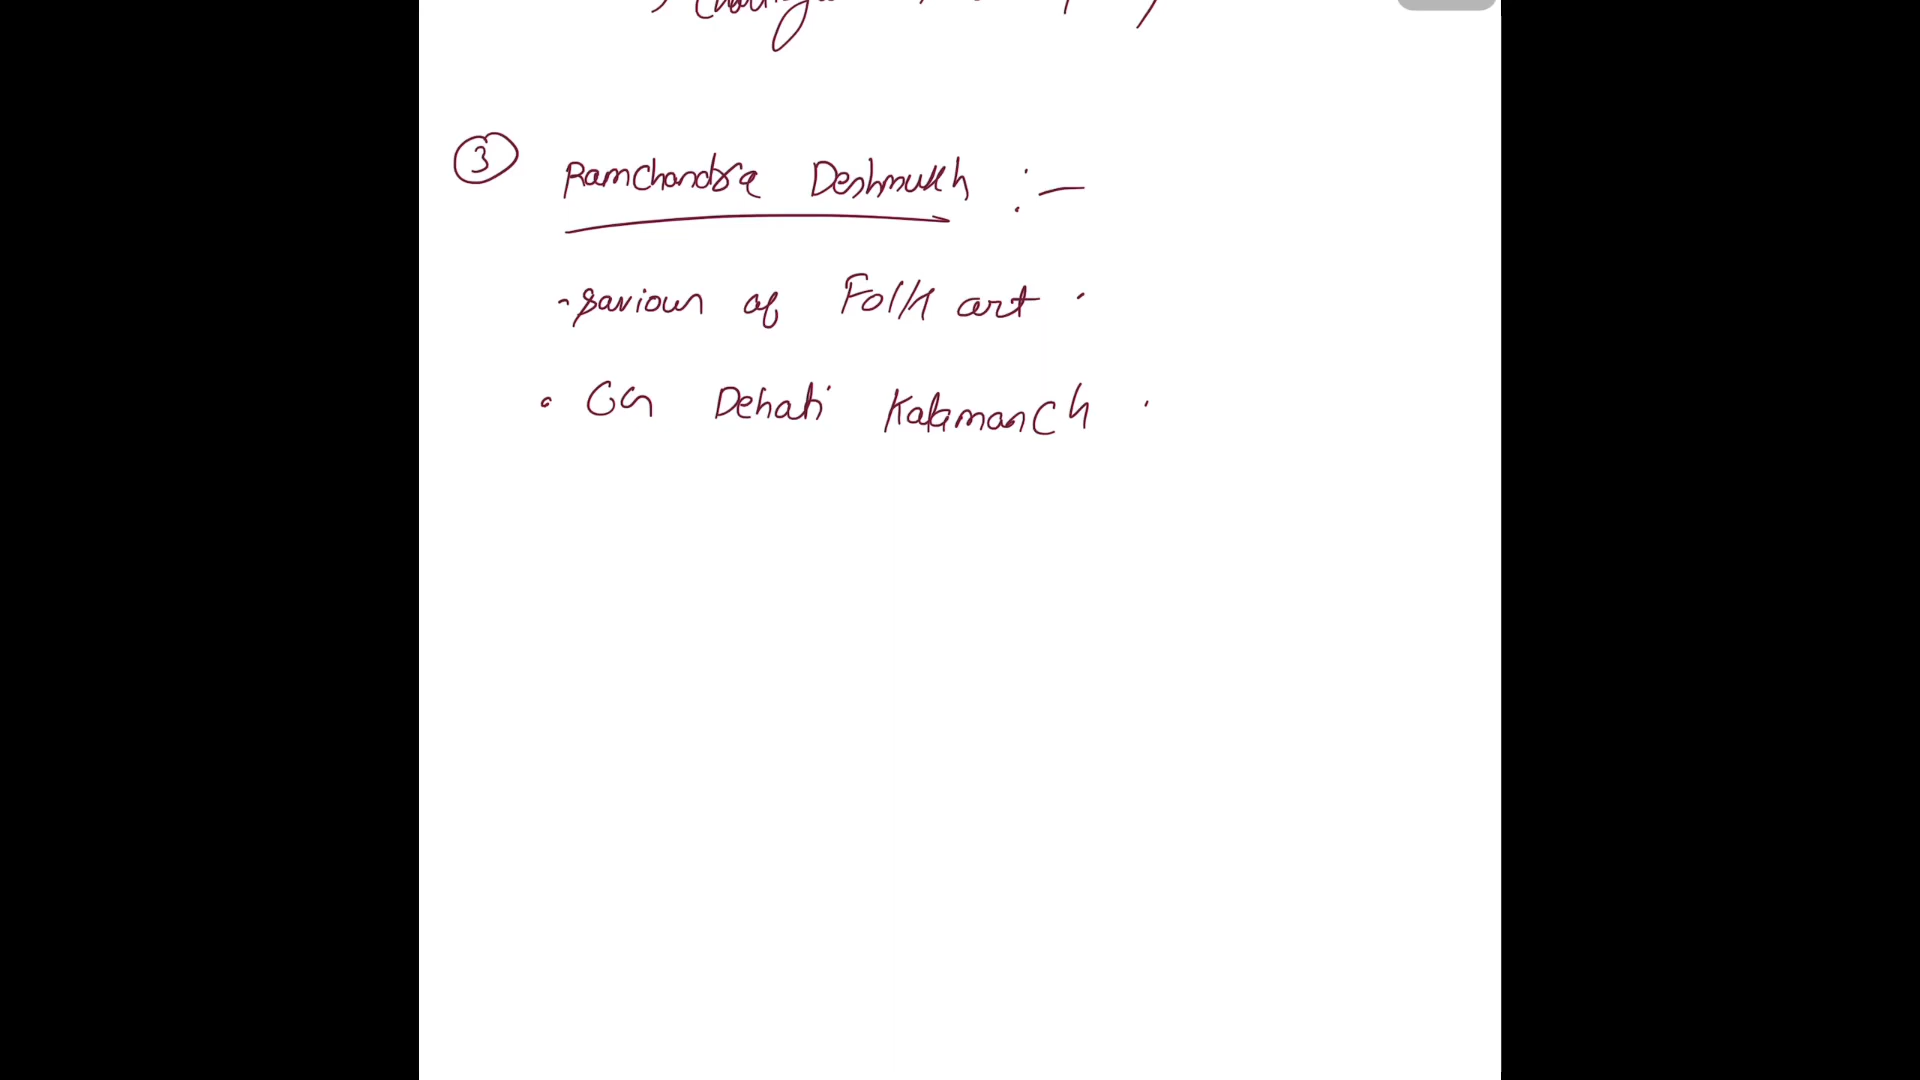 ③ Ramchandra Deshmukh :-
- saviour of Folk art .
• CG Dehati Kalamanch .